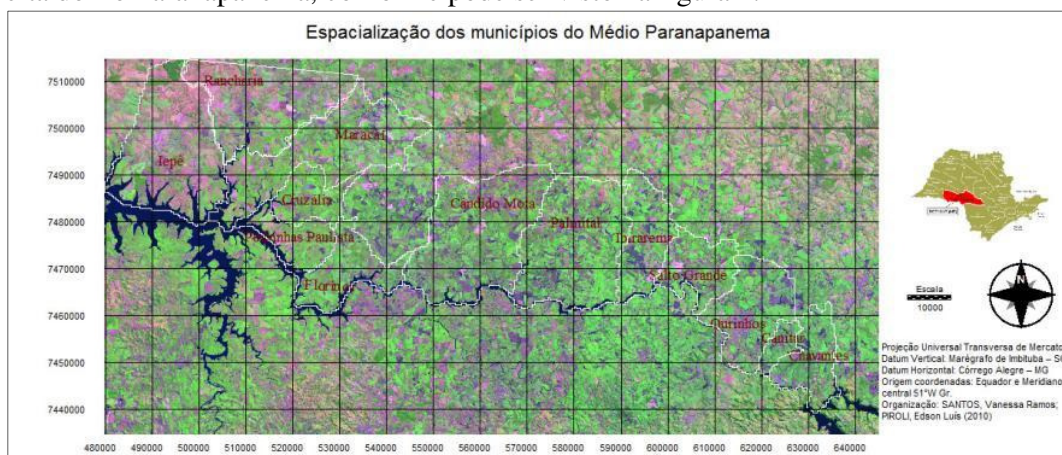 Espacialização dos municípios do Médio Paranapanema
7510000
7500000
7490000
7480000
7470000
7460000
7450000
7440000
480000 490000 500000 510000 520000 530000 540000 550000 560000 570000 580000 590000 600000 610000 620000 630000 640000
Rancharia
Maracaí
Iepê
Cruzália
Cândido Mota
Palmital
Pedrinhas Paulista
Ibirarema
Florínea
Salto Grande
Ourinhos
Canitar
Chavantes
N
Escala
10000
Projeção Universal Transversa de Mercato
Datum Vertical: Marégrafo de Imbituba – S
Datum Horizontal: Córrego Alegre – MG
Origem coordenadas: Equador e Meridiano
central 51°W Gr.
Organização: SANTOS, Vanessa Ramos;
PIROLI, Edson Luís (2010)